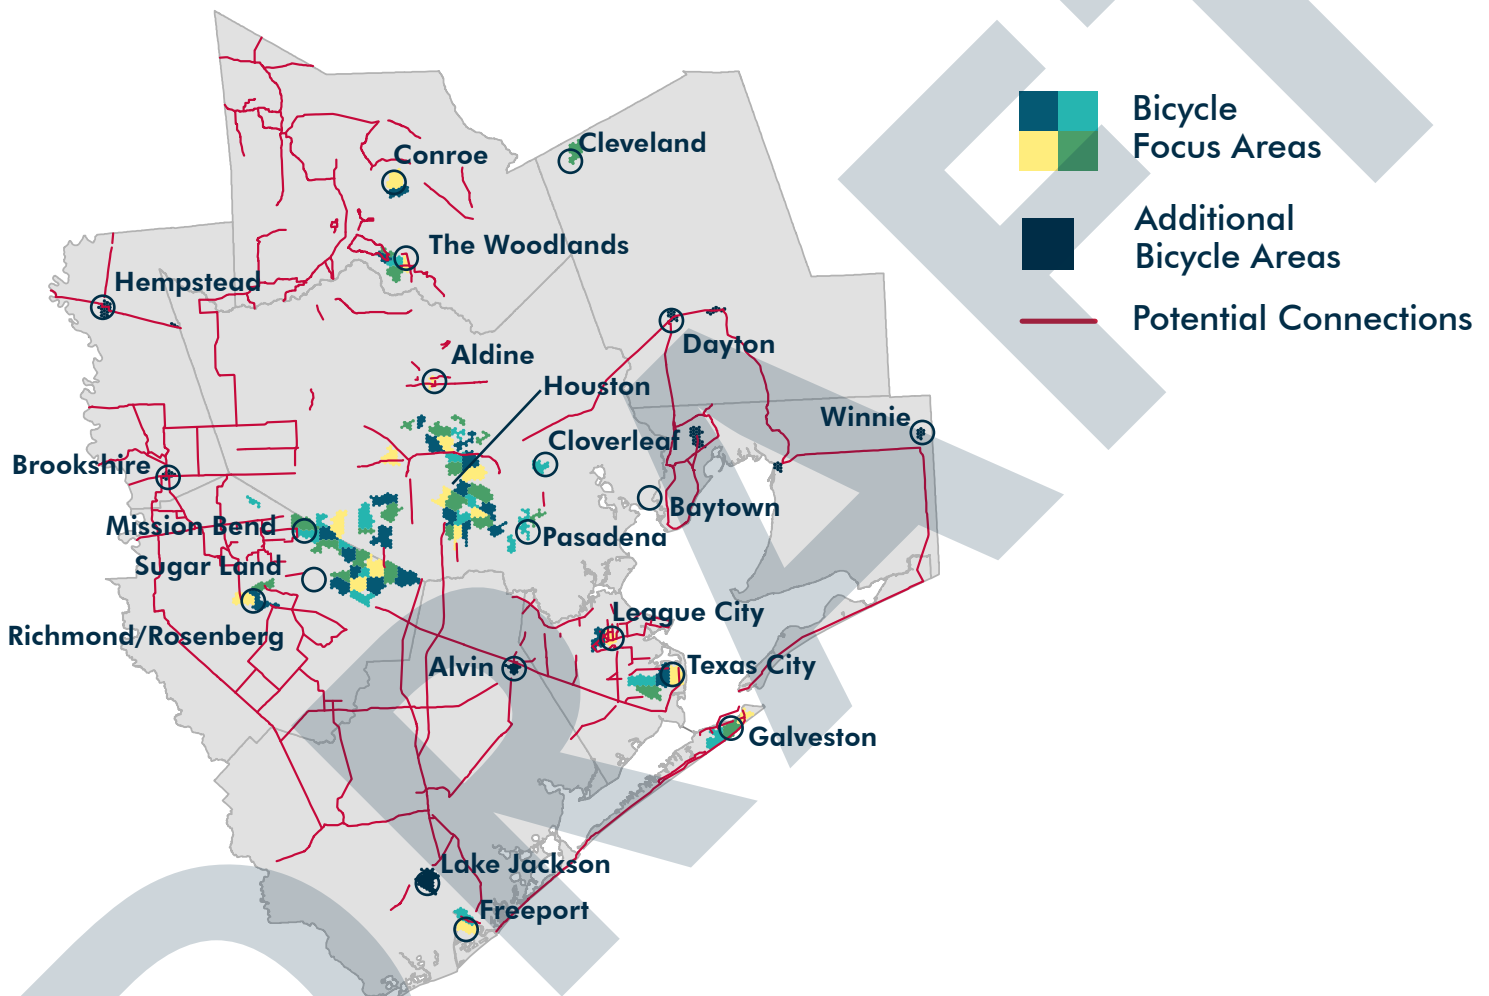 Bicycle
Focus Areas
Additional
Bicycle Areas
Potential Connections
Cleveland
Conroe
The Woodlands
Hempstead
Dayton
Aldine
Houston
Winnie
Cloverleaf
Brookshire
Baytown
Mission Bend
Pasadena
Sugar Land
League City
Richmond/Rosenberg
Alvin
Texas City
Galveston
Lake Jackson
Freeport